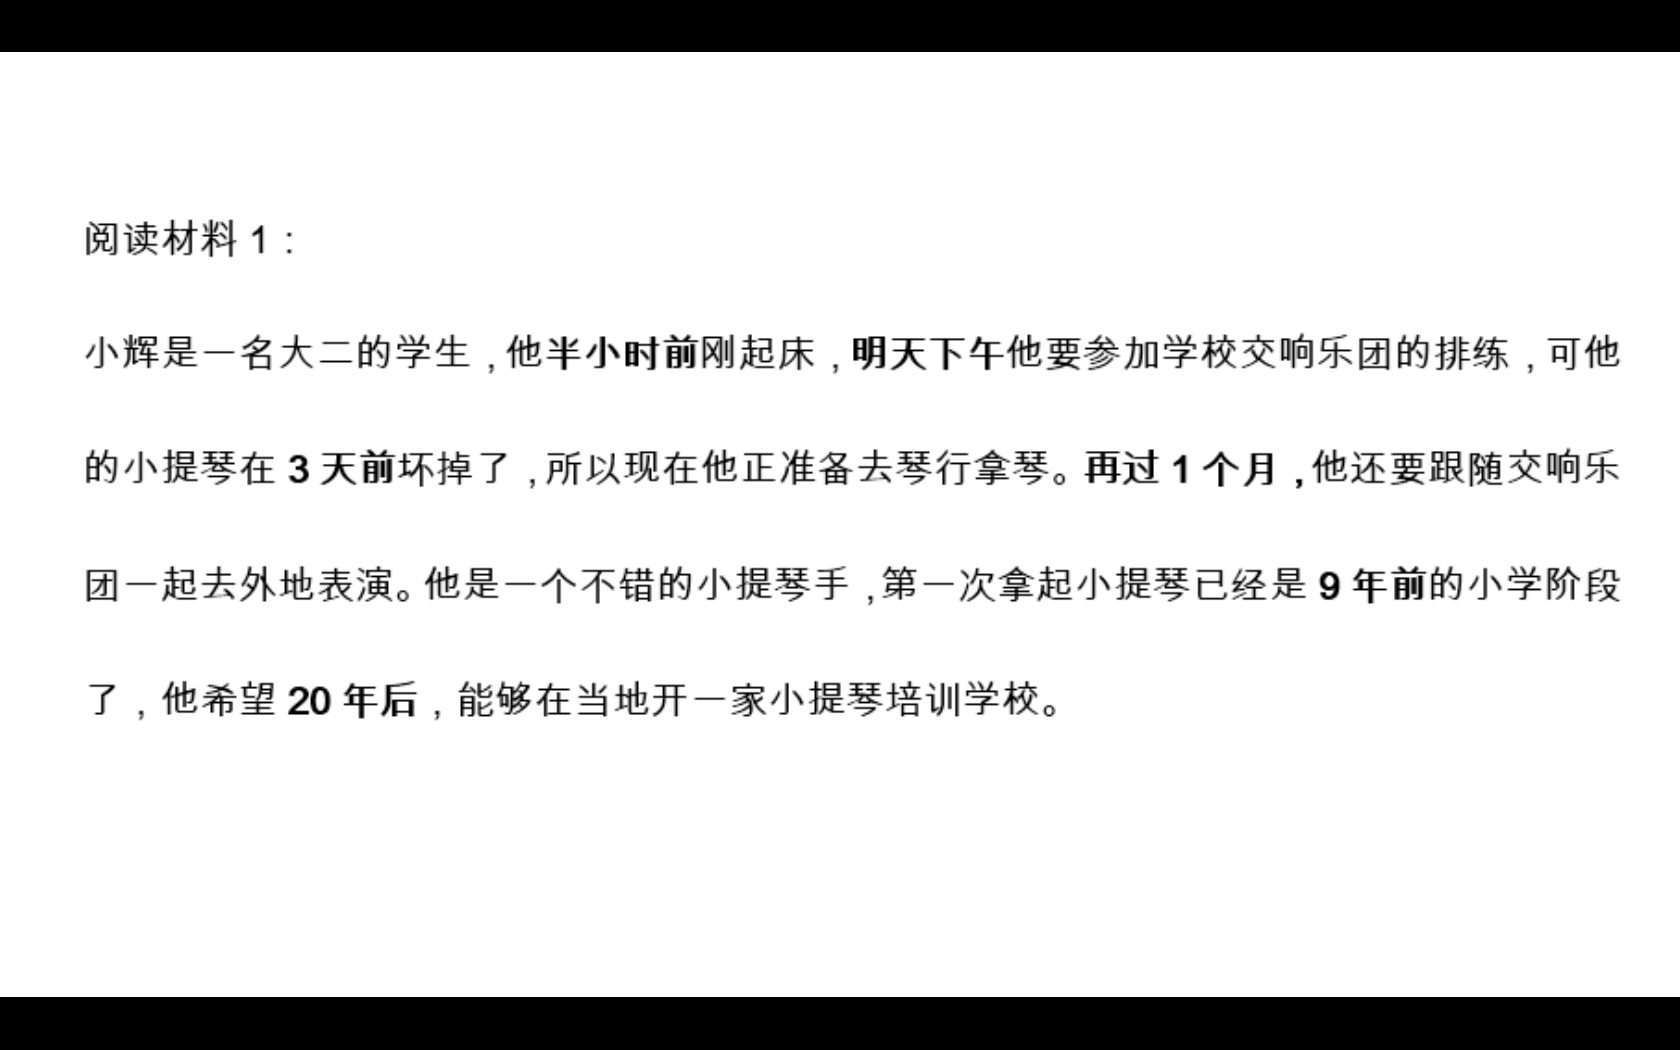 阅读材料 1：
小辉是一名大二的学生，他半小时前刚起床，明天下午他要参加学校交响乐团的排练，可他
的小提琴在 3 天前坏掉了，所以现在他正准备去琴行拿琴。再过 1 个月，他还要跟随交响乐
团一起去外地表演。他是一个不错的小提琴手，第一次拿起小提琴已经是 9 年前的小学阶段
了，他希望 20 年后，能够在当地开一家小提琴培训学校。